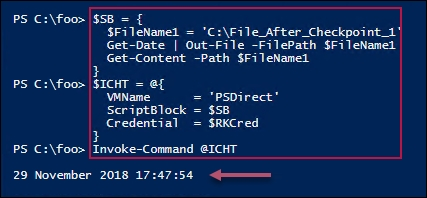 PS C:\foo> $SB = {
$FileName1 = 'C:\File_After_Checkpoint_1'
Get-Date | Out-File -FilePath $FileName1
Get-Content -Path $FileName1
}
PS C:\foo> $ICHT = @{
VMName = 'PSDirect'
ScriptBlock = $SB
Credential = $RKCred
}
PS C:\foo> Invoke-Command @ICHT
29 November 2018 17:47:54